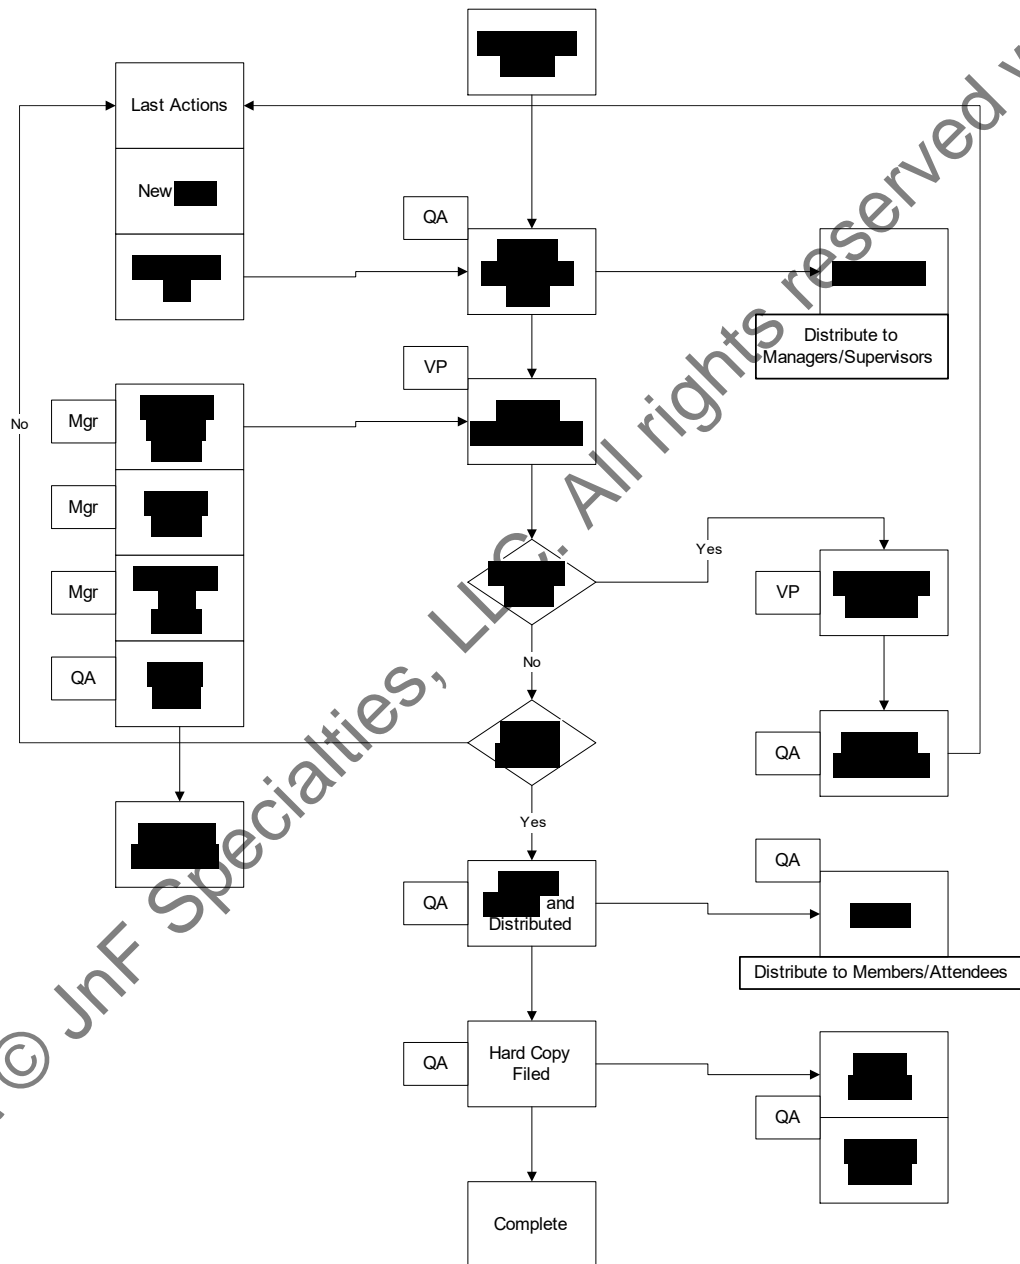 Last Actions
New
QA
Distribute to
Managers/Supervisors
VP
Mgr
No
Mgr
Yes
Mgr
VP
No
QA
QA
Yes
QA
QA
and
Distributed
Distribute to Members/Attendees
QA
Hard Copy
Filed
QA
Complete
© JnF Specialties, LLC. All rights reserved